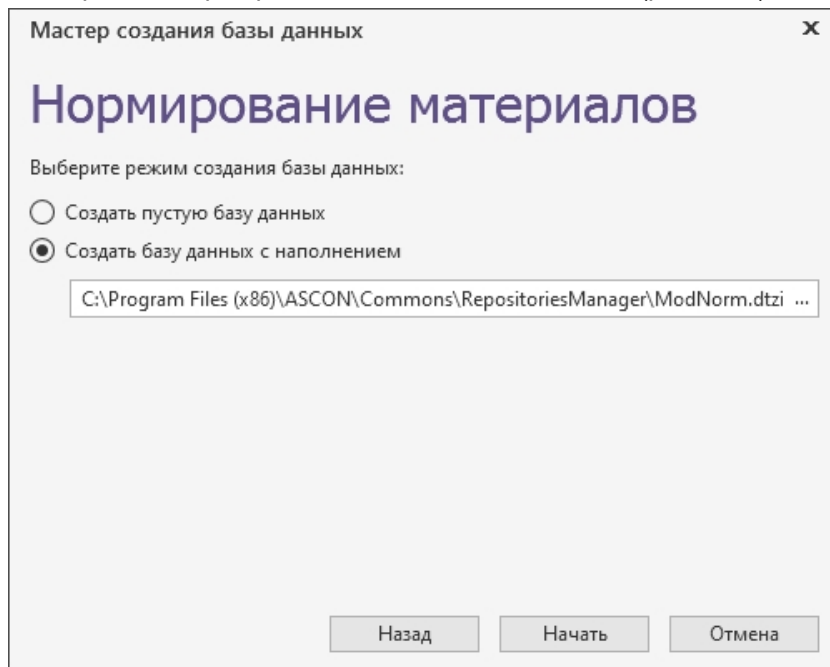 Мастер создания базы данных x
Нормирование материалов
Выберите режим создания базы данных:
Создать пустую базу данных
Создать базу данных с наполнением
C:\Program Files (x86)\ASCON\Commons\RepositoriesManager\ModNorm.dtzi ...
Назад Начать Отмена